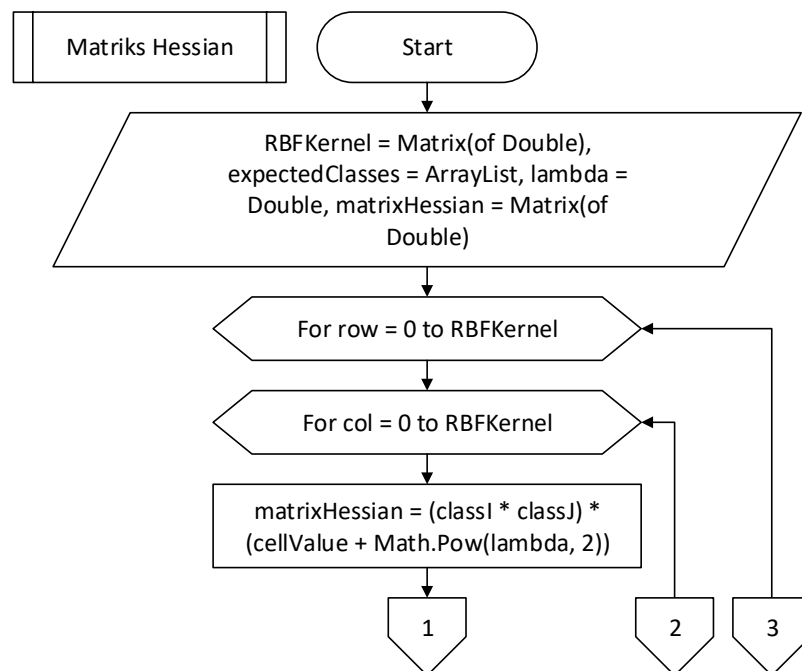 Matriks Hessian
Start
RBFKernel = Matrix(of Double),
expectedClasses = ArrayList, lambda =
Double, matrixHessian = Matrix(of
Double)
For row = 0 to RBFKernel
For col = 0 to RBFKernel
matrixHessian = (classI * classJ) *
(cellValue + Math.Pow(lambda, 2))
1
2
3